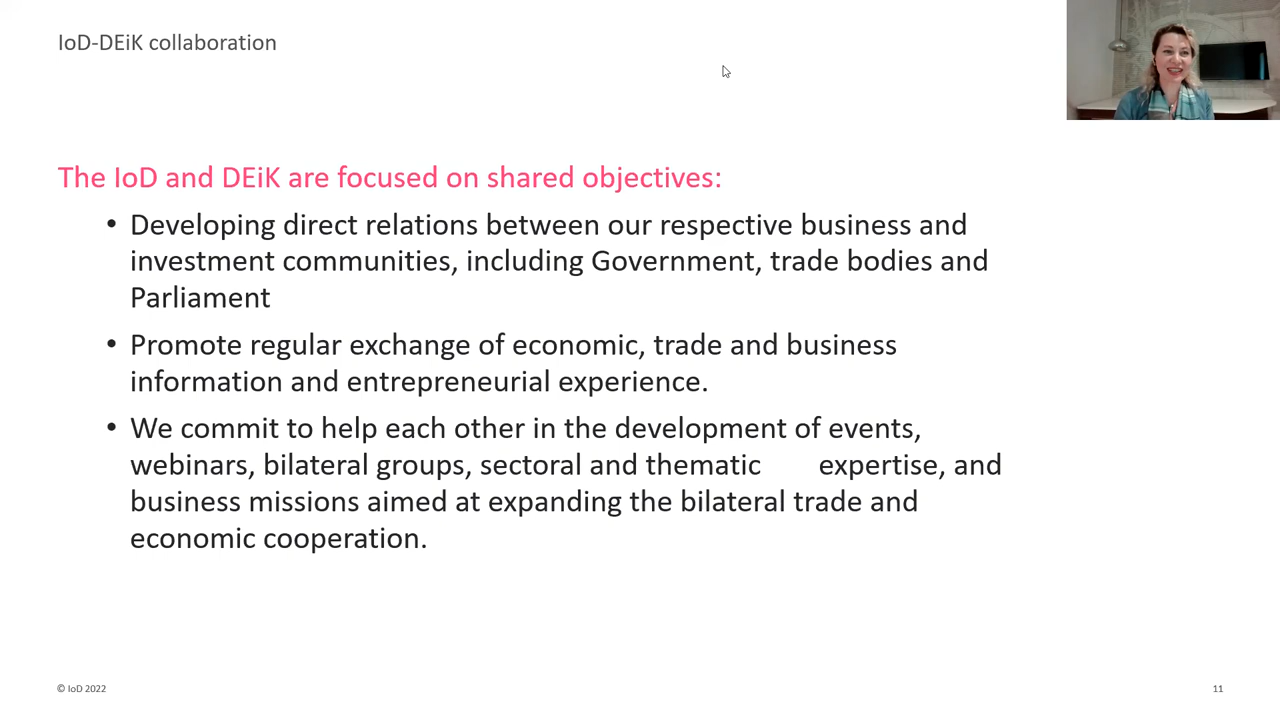 IoD-DEiK collaboration
The IoD and DEiK are focused on shared objectives:
• Developing direct relations between our respective business and
investment communities, including Government, trade bodies and
Parliament
• Promote regular exchange of economic, trade and business
information and entrepreneurial experience.
• We commit to help each other in the development of events,
webinars, bilateral groups, sectoral and thematic expertise, and
business missions aimed at expanding the bilateral trade and
economic cooperation.
© IoD 2022
11